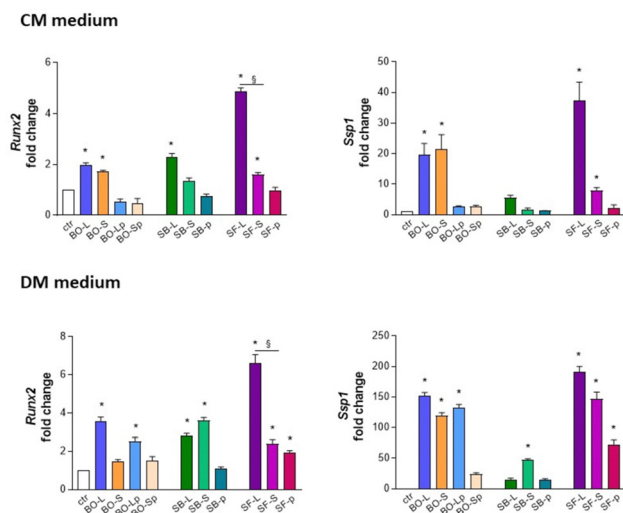 CM medium
Runx2
fold change
6
4
2
0
* * * * § *
ctr BO-L BO-S BO-Lp BO-Sp SB-L SB-S SB-p SF-L SF-S SF-p
Ssp1
fold change
50
40
30
20
10
0
* * * *
ctr BO-L BO-S BO-Lp BO-Sp SB-L SB-S SB-p SF-L SF-S SF-p
DM medium
Runx2
fold change
8
6
4
2
0
* * * * * § * *
ctr BO-L BO-S BO-Lp BO-Sp SB-L SB-S SB-p SF-L SF-S SF-p
Ssp1
fold change
250
200
150
100
50
0
* * * * * * *
ctr BO-L BO-S BO-Lp BO-Sp SB-L SB-S SB-p SF-L SF-S SF-p